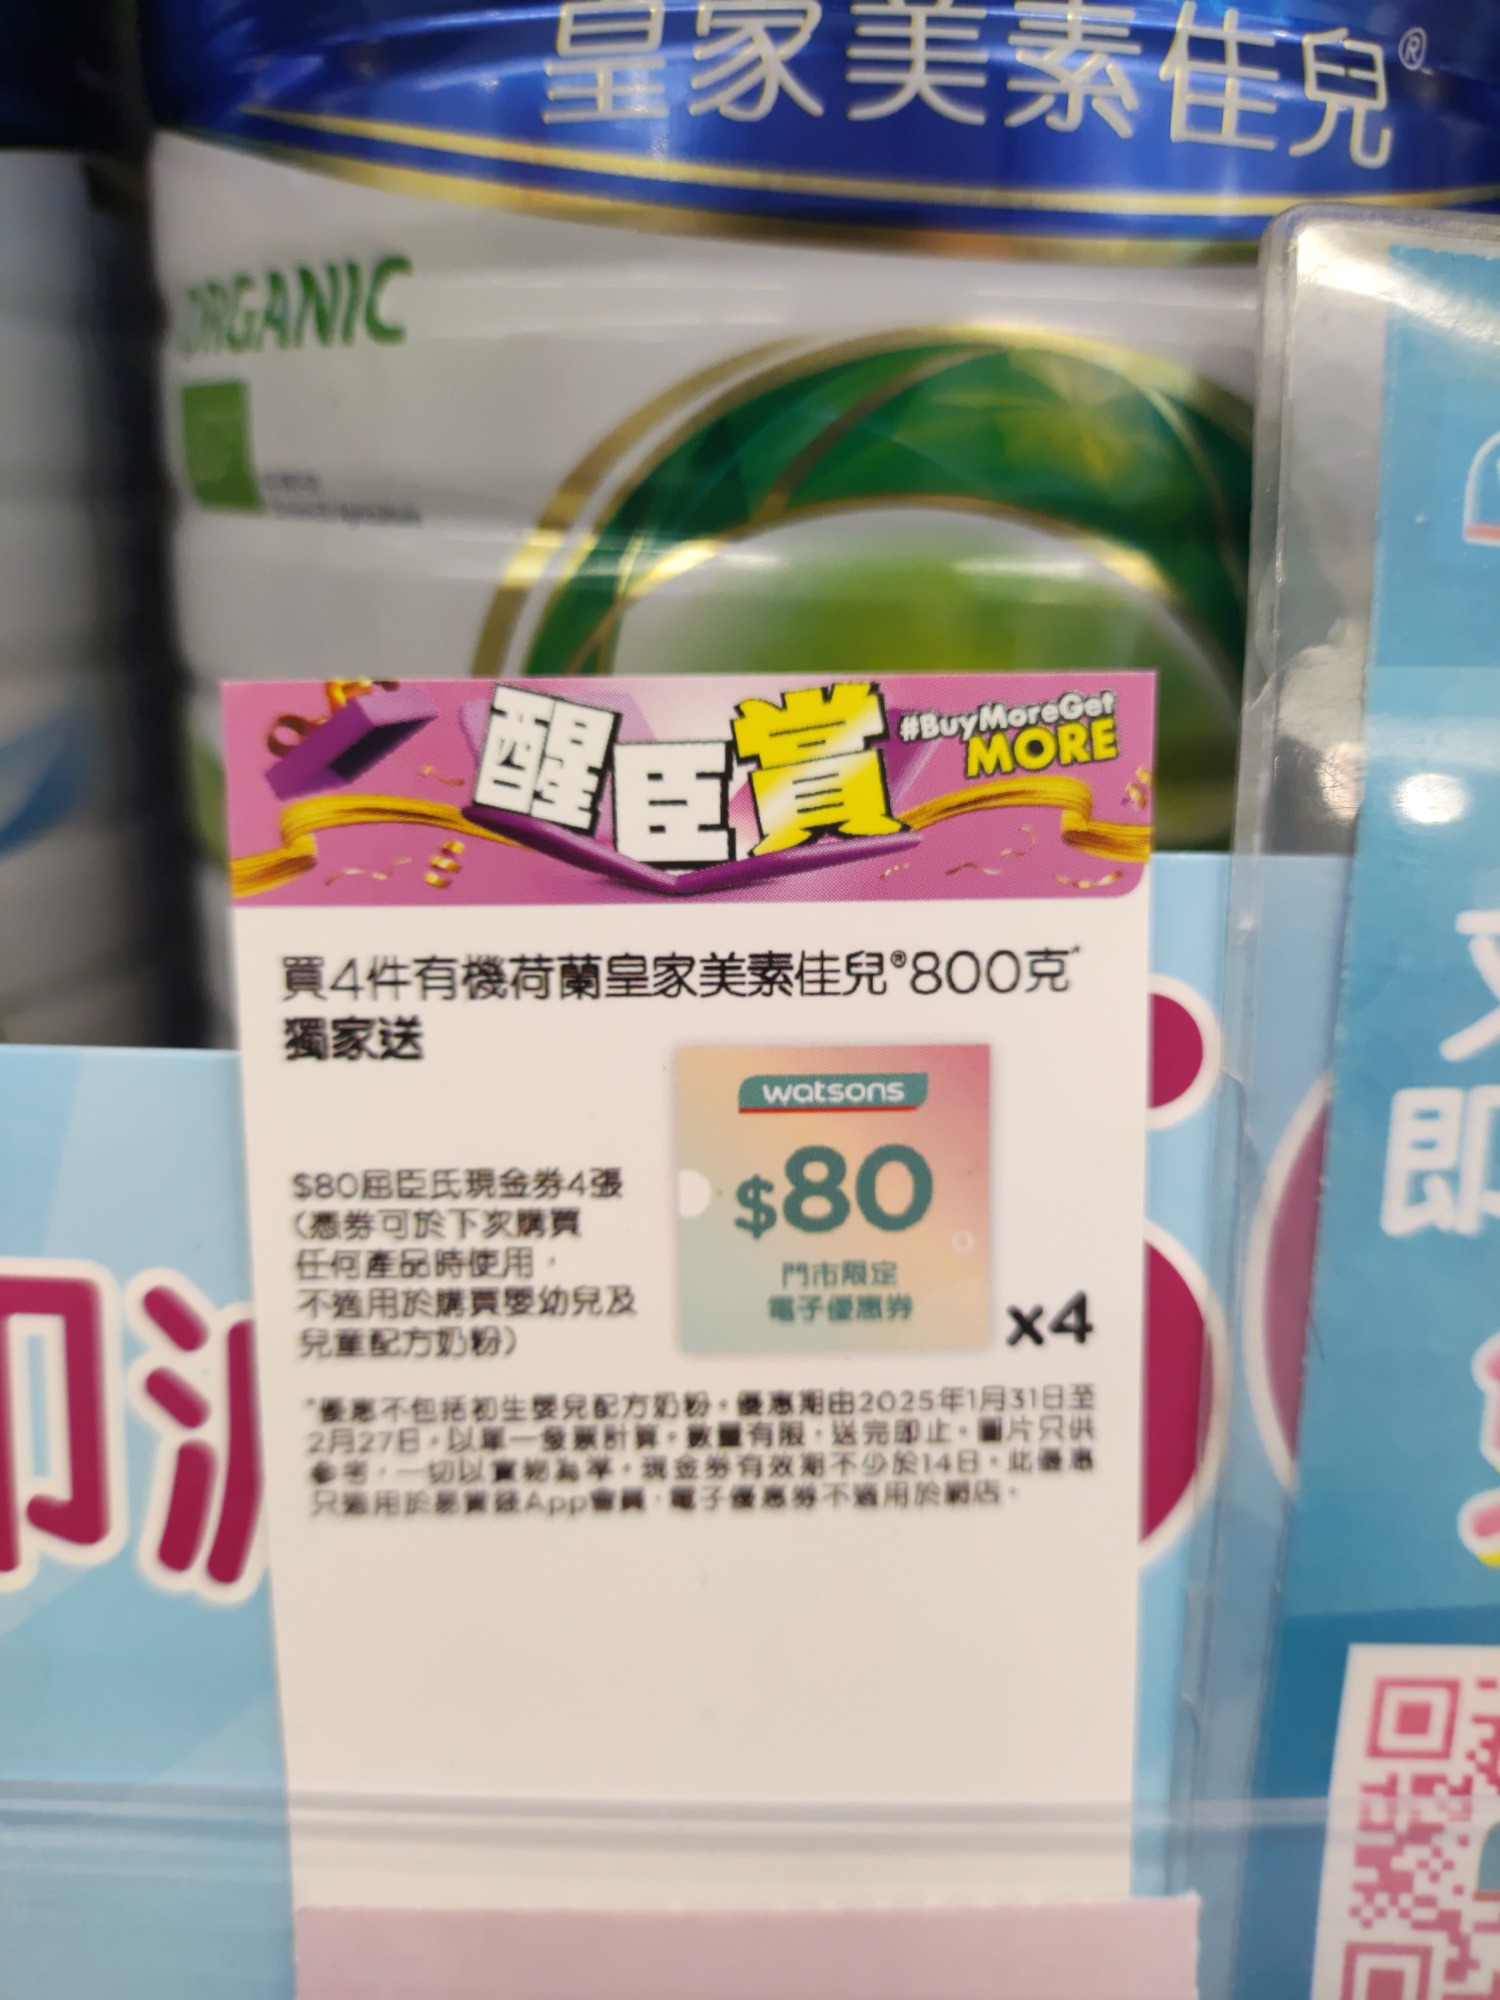 皇家美素佳兒®
ORGANIC
醒臣賞
#BuyMoreGet
MORE
買4件有機荷蘭皇家美素佳兒®800克*
獨家送
watsons
$80
門市限定
電子優惠券
x4
$80屈臣氏現金券4張
(憑券可於下次購買
任何產品時使用，
不適用於購買嬰幼兒及
兒童配方奶粉)
*優惠不包括初生嬰兒配方奶粉。優惠期由2025年1月31日至
2月27日。以單一發票計算。數量有限，送完即止。圖片只供
參考，一切以實物為準。現金券有效期不少於14日。此優惠
只適用於易賞錢App會員。電子優惠券不適用於網店。
又
即